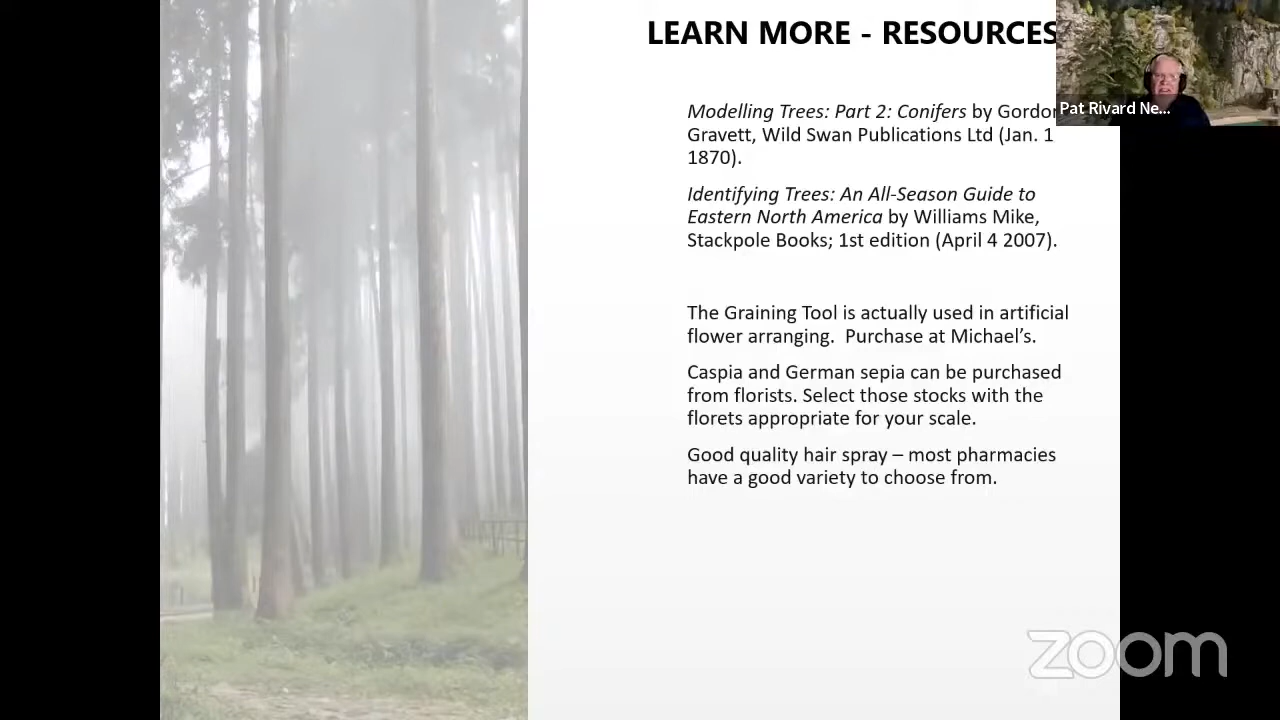 LEARN MORE - RESOURCES
Pat Rivard Ne...
Modelling Trees: Part 2: Conifers by Gordon
Gravett, Wild Swan Publications Ltd (Jan. 1
1870).
Identifying Trees: An All-Season Guide to
Eastern North America by Williams Mike,
Stackpole Books; 1st edition (April 4 2007).
The Graining Tool is actually used in artificial
flower arranging.  Purchase at Michael’s.
Caspia and German sepia can be purchased
from florists. Select those stocks with the
florets appropriate for your scale.
Good quality hair spray – most pharmacies
have a good variety to choose from.
zoom